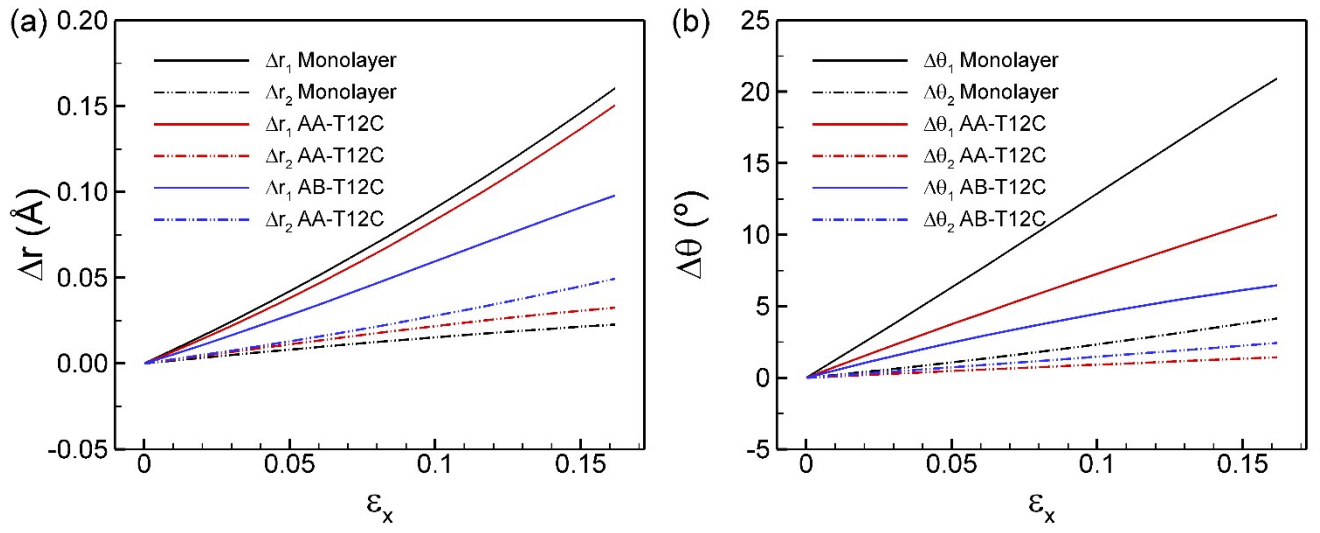 (a)
0.20
0.15
0.10
0.05
0.00
-0.05
Δr (Å)
Δr₁ Monolayer
Δr₂ Monolayer
Δr₁ AA-T12C
Δr₂ AA-T12C
Δr₁ AB-T12C
Δr₂ AA-T12C
0 0.05 0.1 0.15
εₓ
(b)
25
20
15
10
5
0
-5
Δθ (º)
Δθ₁ Monolayer
Δθ₂ Monolayer
Δθ₁ AA-T12C
Δθ₂ AA-T12C
Δθ₁ AB-T12C
Δθ₂ AB-T12C
0 0.05 0.1 0.15
εₓ